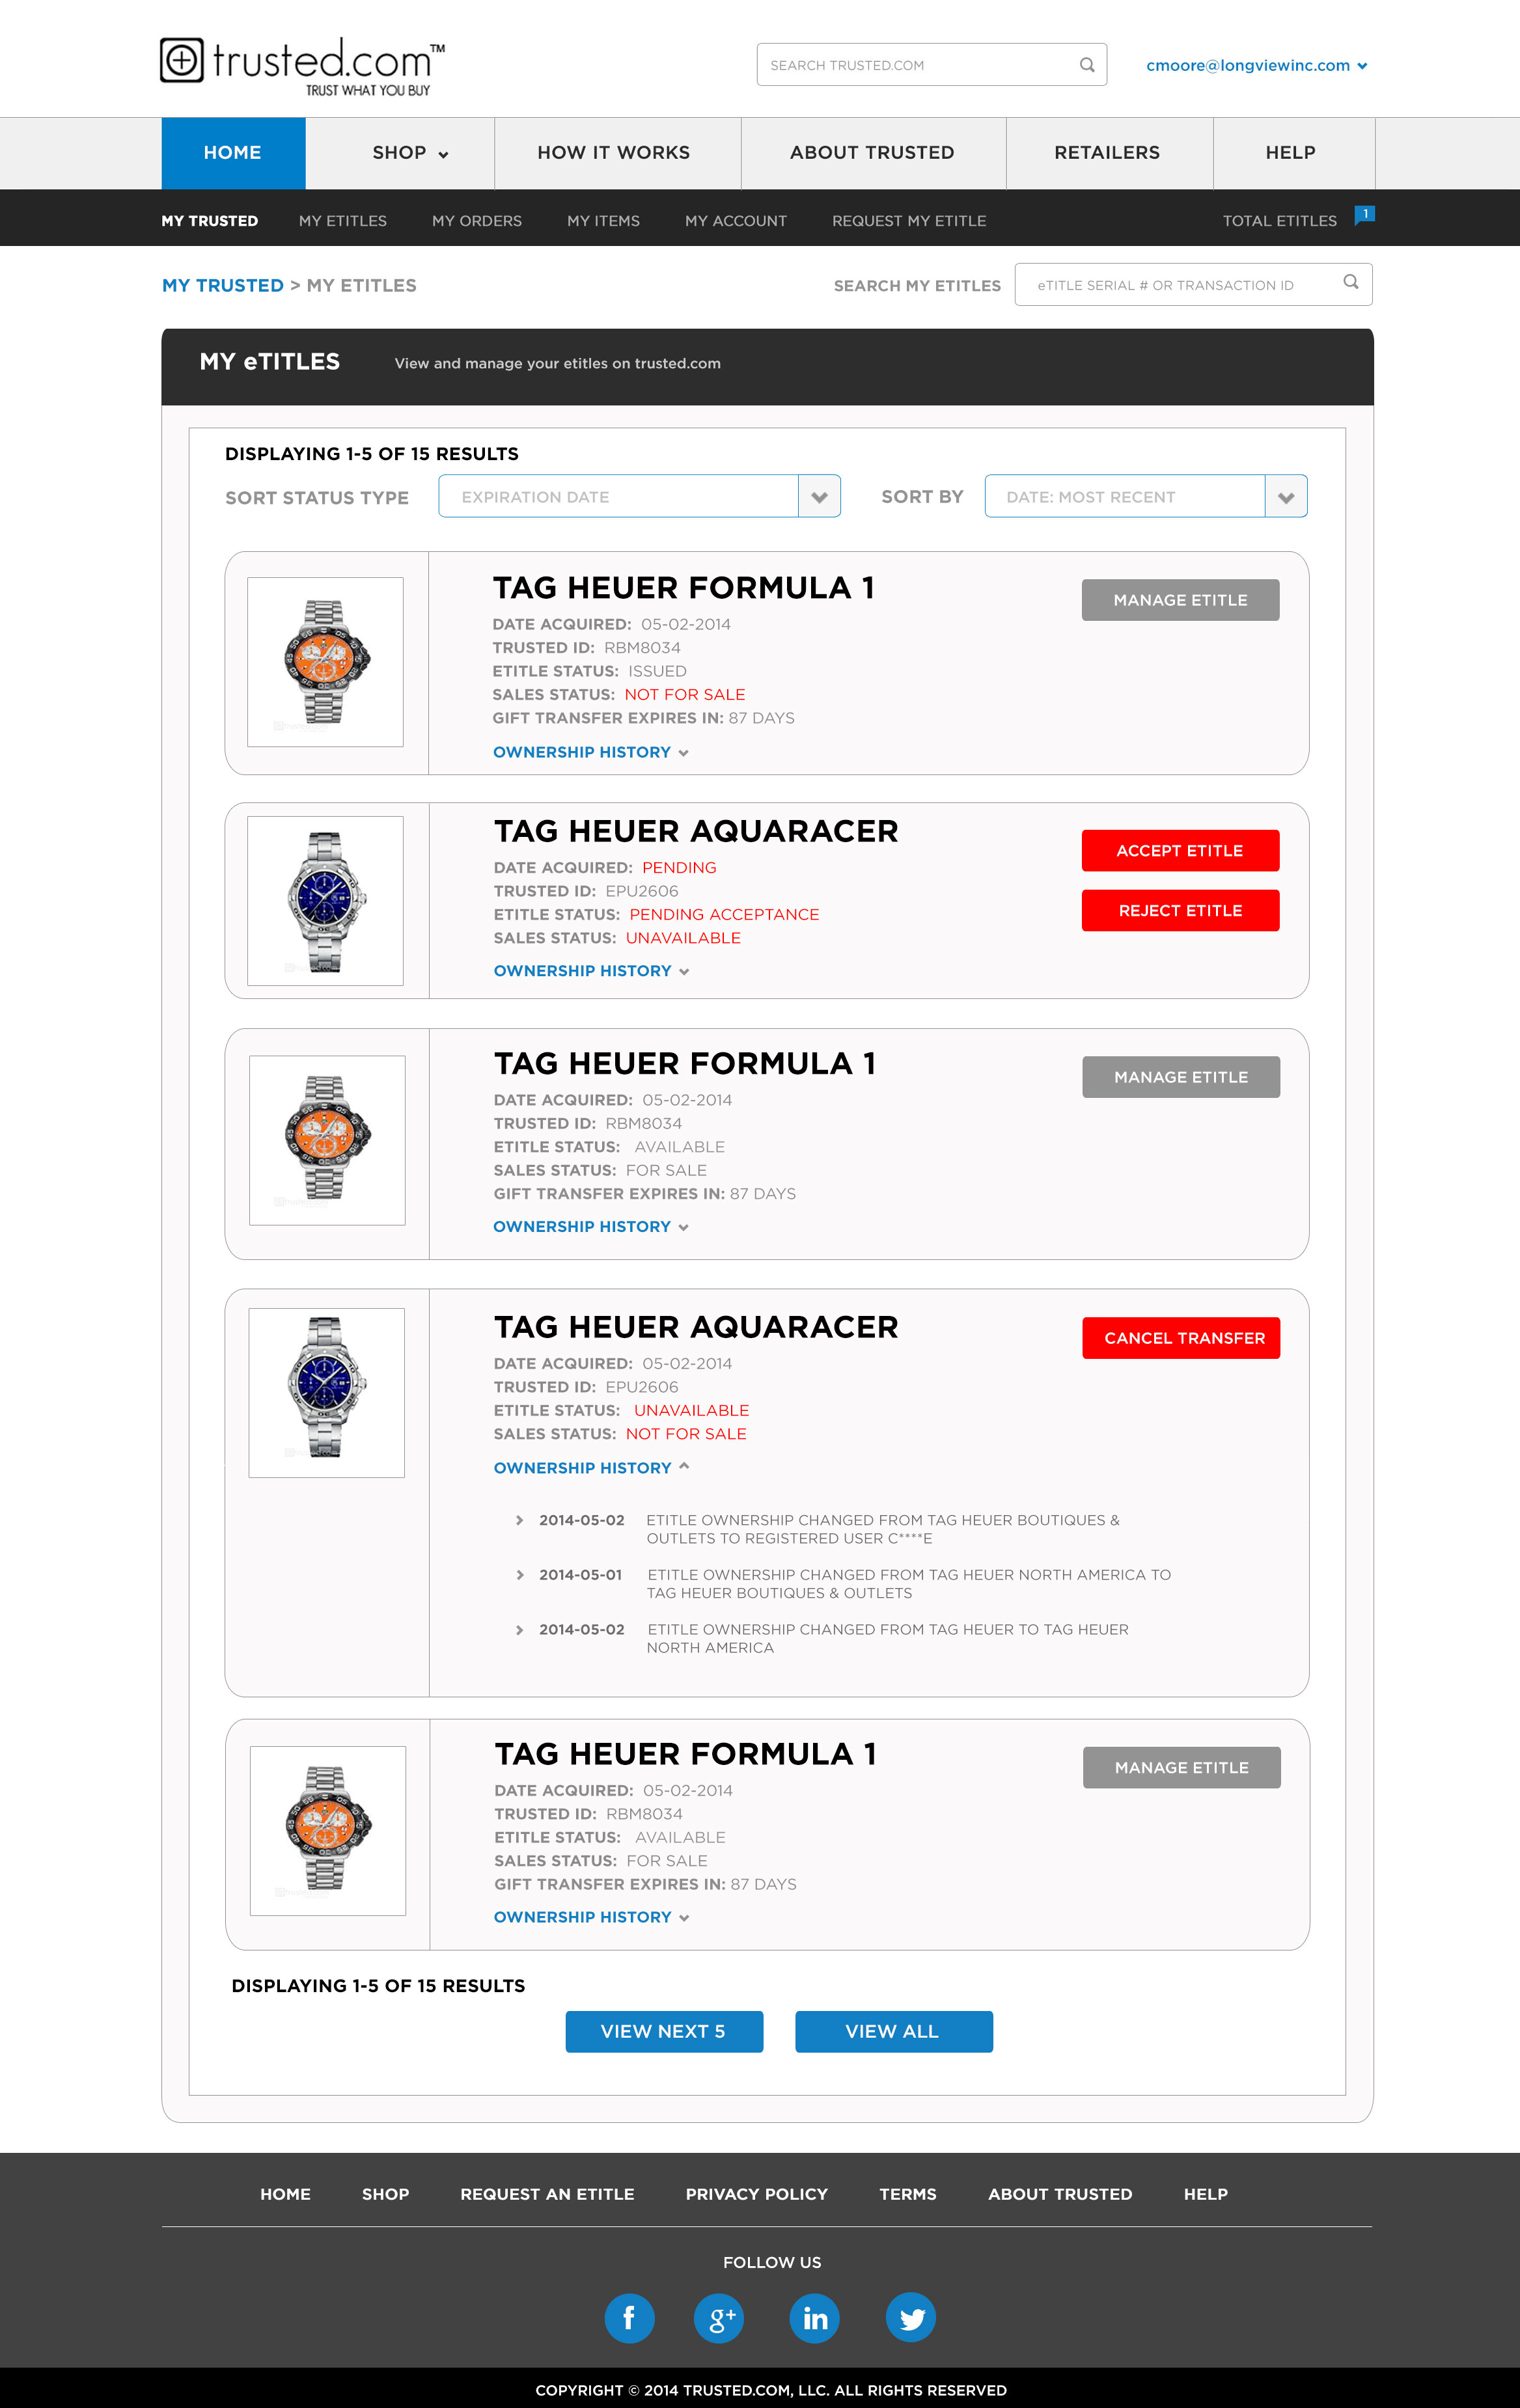 trusted.com™
TRUST WHAT YOU BUY
SEARCH TRUSTED.COM
cmoore@longviewinc.com
HOME
SHOP
HOW IT WORKS
ABOUT TRUSTED
RETAILERS
HELP
MY TRUSTED
MY ETITLES
MY ORDERS
MY ITEMS
MY ACCOUNT
REQUEST MY ETITLE
TOTAL ETITLES
1
MY TRUSTED > MY ETITLES
SEARCH MY ETITLES
eTITLE SERIAL # OR TRANSACTION ID
MY eTITLES
View and manage your etitles on trusted.com
DISPLAYING 1-5 OF 15 RESULTS
SORT STATUS TYPE
EXPIRATION DATE
SORT BY
DATE: MOST RECENT
TAG HEUER FORMULA 1
MANAGE ETITLE
DATE ACQUIRED: 05-02-2014
TRUSTED ID: RBM8034
ETITLE STATUS: ISSUED
SALES STATUS: NOT FOR SALE
GIFT TRANSFER EXPIRES IN: 87 DAYS
OWNERSHIP HISTORY
TAG HEUER AQUARACER
ACCEPT ETITLE
DATE ACQUIRED: PENDING
TRUSTED ID: EPU2606
REJECT ETITLE
ETITLE STATUS: PENDING ACCEPTANCE
SALES STATUS: UNAVAILABLE
OWNERSHIP HISTORY
TAG HEUER FORMULA 1
MANAGE ETITLE
DATE ACQUIRED: 05-02-2014
TRUSTED ID: RBM8034
ETITLE STATUS: AVAILABLE
SALES STATUS: FOR SALE
GIFT TRANSFER EXPIRES IN: 87 DAYS
OWNERSHIP HISTORY
TAG HEUER AQUARACER
CANCEL TRANSFER
DATE ACQUIRED: 05-02-2014
TRUSTED ID: EPU2606
ETITLE STATUS: UNAVAILABLE
SALES STATUS: NOT FOR SALE
OWNERSHIP HISTORY
2014-05-02 ETITLE OWNERSHIP CHANGED FROM TAG HEUER BOUTIQUES &
OUTLETS TO REGISTERED USER C****E
2014-05-01 ETITLE OWNERSHIP CHANGED FROM TAG HEUER NORTH AMERICA TO
TAG HEUER BOUTIQUES & OUTLETS
2014-05-02 ETITLE OWNERSHIP CHANGED FROM TAG HEUER TO TAG HEUER
NORTH AMERICA
TAG HEUER FORMULA 1
MANAGE ETITLE
DATE ACQUIRED: 05-02-2014
TRUSTED ID: RBM8034
ETITLE STATUS: AVAILABLE
SALES STATUS: FOR SALE
GIFT TRANSFER EXPIRES IN: 87 DAYS
OWNERSHIP HISTORY
DISPLAYING 1-5 OF 15 RESULTS
VIEW NEXT 5
VIEW ALL
HOME
SHOP
REQUEST AN ETITLE
PRIVACY POLICY
TERMS
ABOUT TRUSTED
HELP
FOLLOW US
f
g+
in
COPYRIGHT © 2014 TRUSTED.COM, LLC. ALL RIGHTS RESERVED